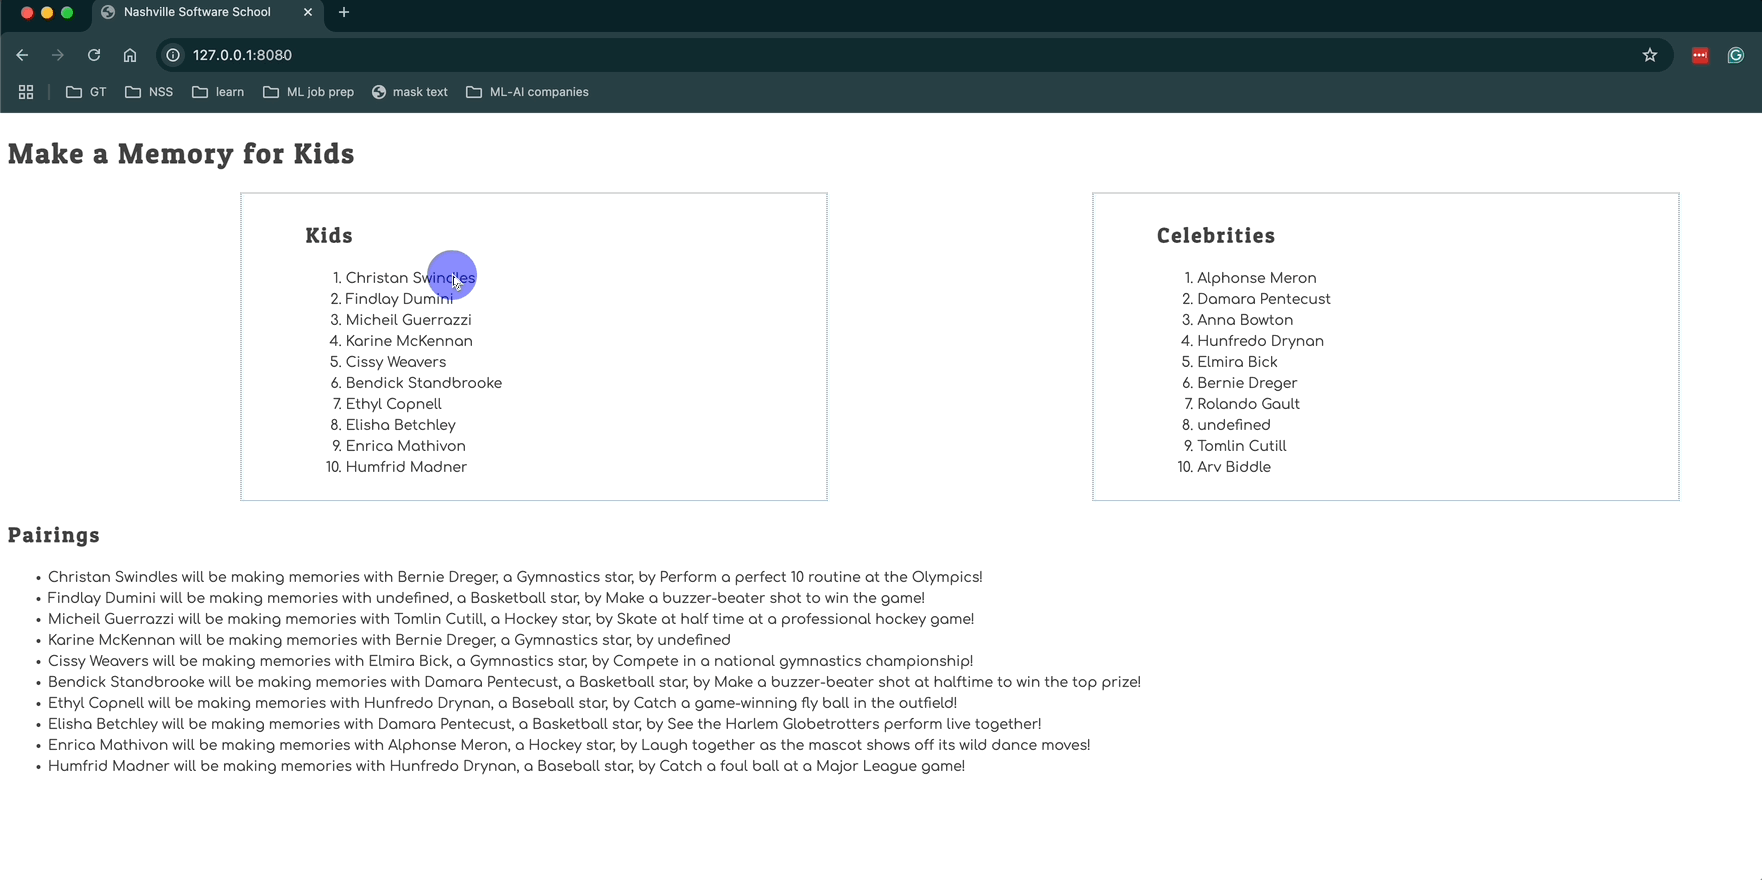 Nashville Software School
127.0.0.1:8080
GT NSS learn ML job prep mask text ML-AI companies
Make a Memory for Kids
Kids
1. Christan Swindles
2. Findlay Dumini
3. Micheil Guerrazzi
4. Karine McKennan
5. Cissy Weavers
6. Bendick Standbrooke
7. Ethyl Copnell
8. Elisha Betchley
9. Enrica Mathivon
10. Humfrid Madner
Celebrities
1. Alphonse Meron
2. Damara Pentecust
3. Anna Bowton
4. Hunfredo Drynan
5. Elmira Bick
6. Bernie Dreger
7. Rolando Gault
8. undefined
9. Tomlin Cutill
10. Arv Biddle
Pairings
• Christan Swindles will be making memories with Bernie Dreger, a Gymnastics star, by Perform a perfect 10 routine at the Olympics!
• Findlay Dumini will be making memories with undefined, a Basketball star, by Make a buzzer-beater shot to win the game!
• Micheil Guerrazzi will be making memories with Tomlin Cutill, a Hockey star, by Skate at half time at a professional hockey game!
• Karine McKennan will be making memories with Bernie Dreger, a Gymnastics star, by undefined
• Cissy Weavers will be making memories with Elmira Bick, a Gymnastics star, by Compete in a national gymnastics championship!
• Bendick Standbrooke will be making memories with Damara Pentecust, a Basketball star, by Make a buzzer-beater shot at halftime to win the top prize!
• Ethyl Copnell will be making memories with Hunfredo Drynan, a Baseball star, by Catch a game-winning fly ball in the outfield!
• Elisha Betchley will be making memories with Damara Pentecust, a Basketball star, by See the Harlem Globetrotters perform live together!
• Enrica Mathivon will be making memories with Alphonse Meron, a Hockey star, by Laugh together as the mascot shows off its wild dance moves!
• Humfrid Madner will be making memories with Hunfredo Drynan, a Baseball star, by Catch a foul ball at a Major League game!